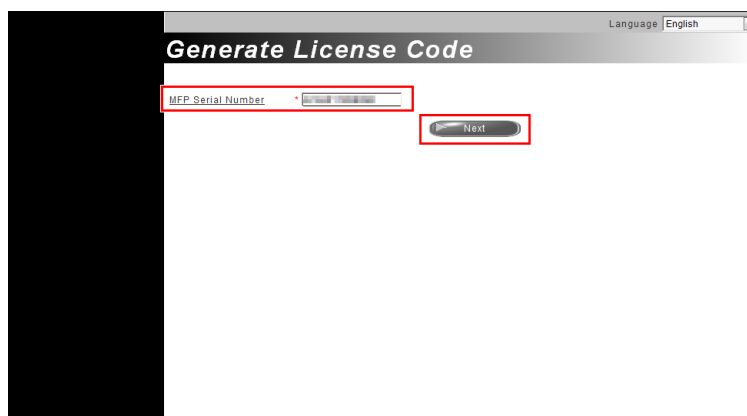 Language English
Generate License Code
MFP Serial Number *
Next